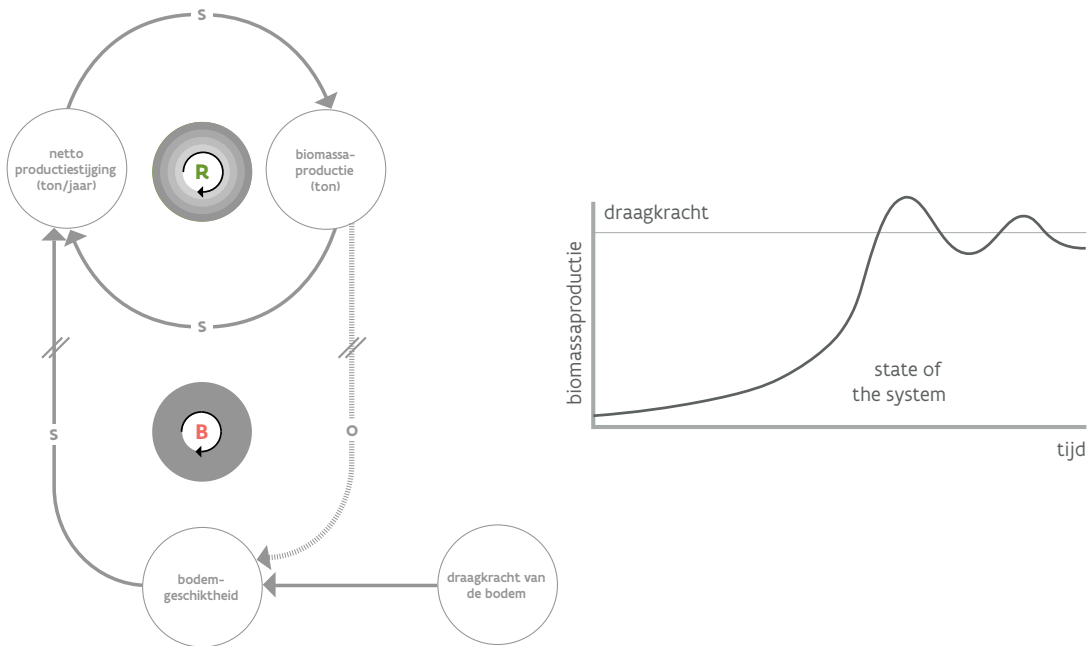 S
netto
productiestijging
(ton/jaar)
R
biomassa-
productie
(ton)
S
B
S
O
bodem-
geschiktheid
draagkracht van
de bodem
draagkracht
biomassaproductie
state of
the system
tijd